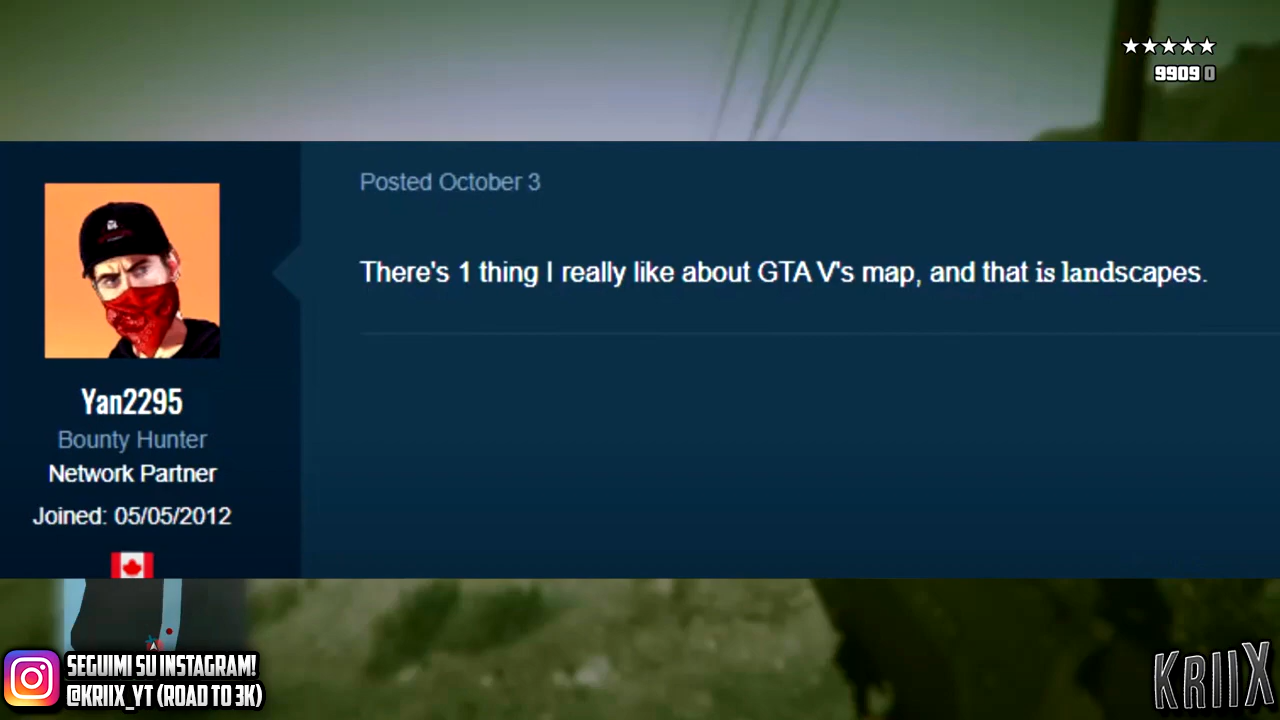 ★★★★★
9909 0
Posted October 3
There's 1 thing I really like about GTA V's map, and that is landscapes.
Yan2295
Bounty Hunter
Network Partner
Joined: 05/05/2012
SEGUIMI SU INSTAGRAM!
@KRIIX_YT (ROAD TO 3K)
KRIIX